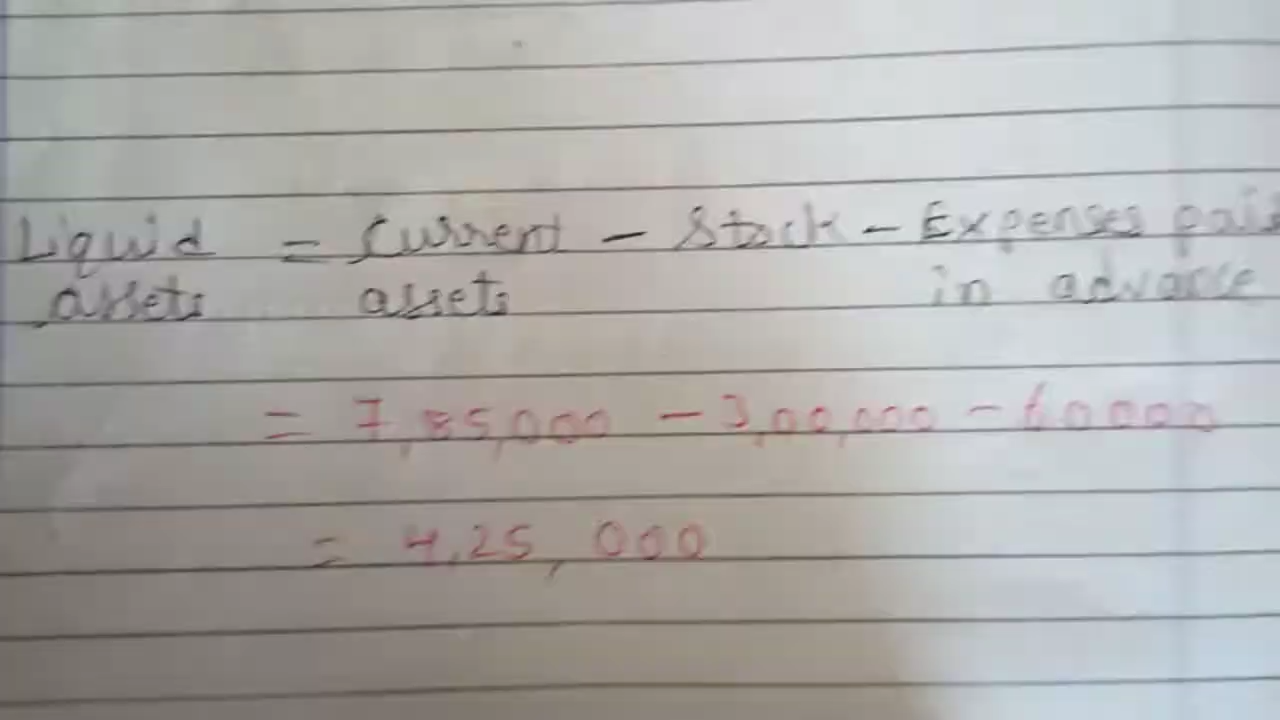 Liquid = Current - Stock - Expenses paid
assets assets in advance
= 7,85,000 - 3,00,000 - 60000
= 4,25,000